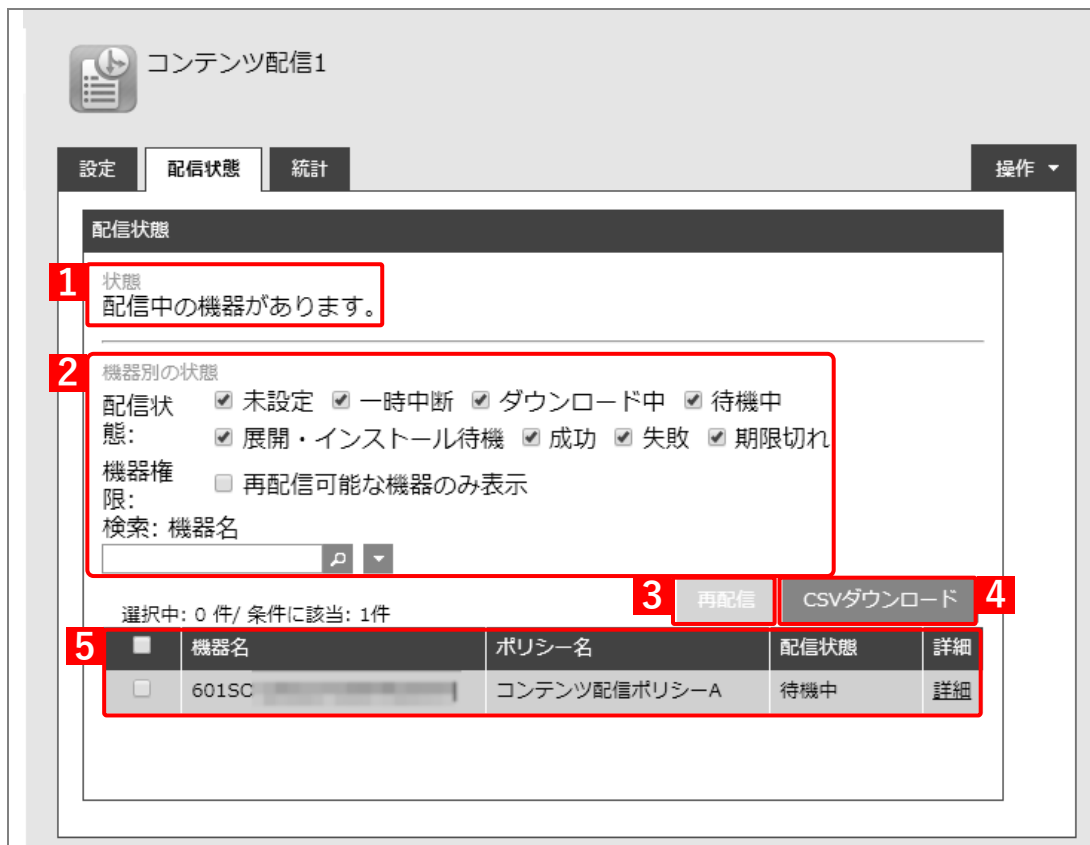 コンテンツ配信1
設定 配信状態 統計 操作
配信状態
1 状態
配信中の機器があります。
2 機器別の状態
配信状態: 未設定 一時中断 ダウンロード中 待機中
展開・インストール待機 成功 失敗 期限切れ
機器権限: 再配信可能な機器のみ表示
検索: 機器名
3 再配信 CSVダウンロード 4
選択中: 0 件/ 条件に該当: 1件
5 機器名 ポリシー名 配信状態 詳細
601SO コンテンツ配信ポリシーA 待機中 詳細